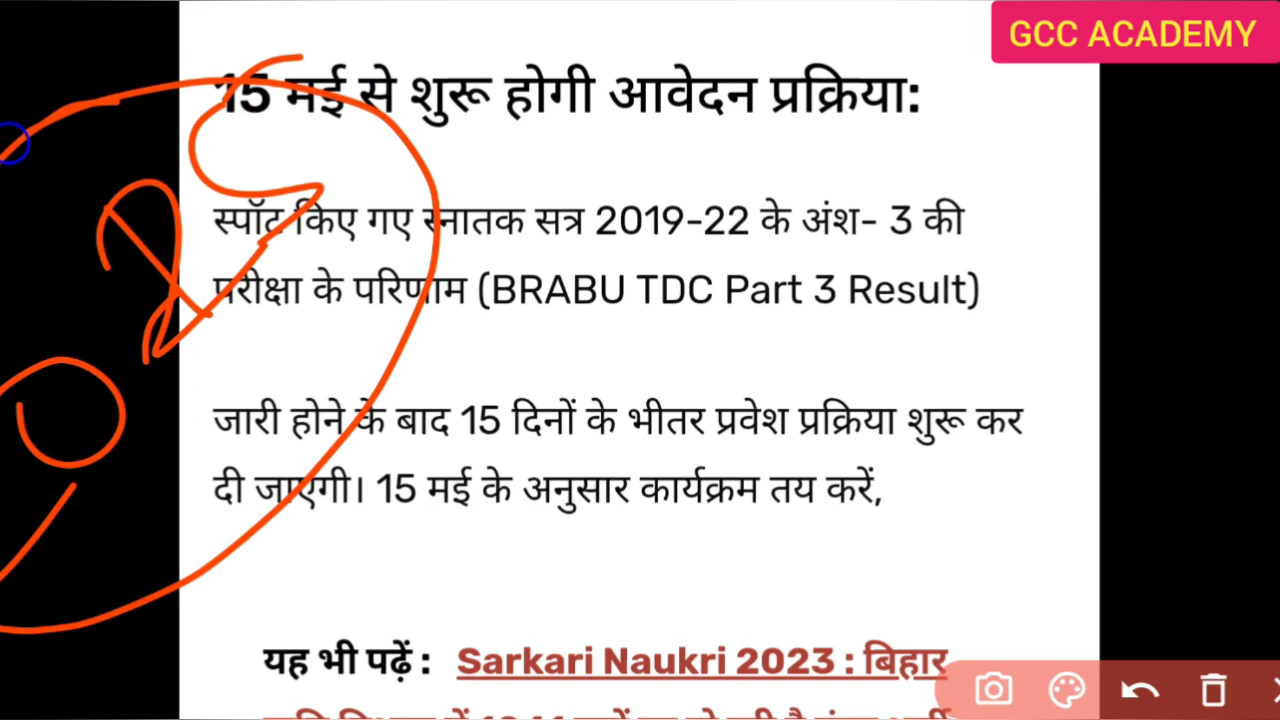 GCC ACADEMY
15 मई से शुरू होगी आवेदन प्रक्रिया:
स्पॉट किए गए स्नातक सत्र 2019-22 के अंश- 3 की
परीक्षा के परिणाम (BRABU TDC Part 3 Result)
जारी होने के बाद 15 दिनों के भीतर प्रवेश प्रक्रिया शुरू कर
दी जाएगी। 15 मई के अनुसार कार्यक्रम तय करें,
यह भी पढ़ें : Sarkari Naukri 2023 : बिहार